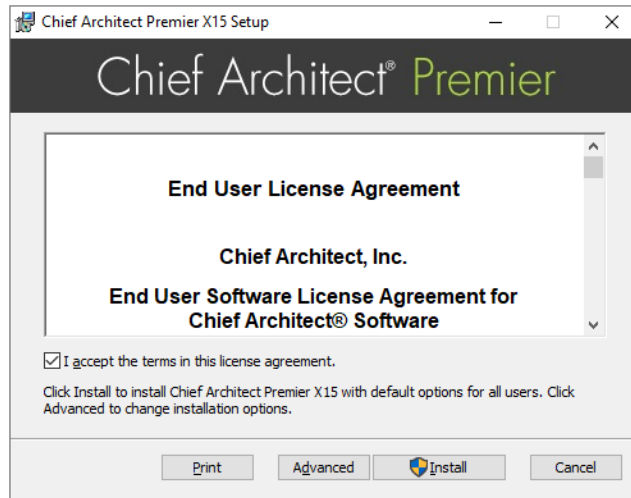 Chief Architect Premier X15 Setup
Chief Architect® Premier
End User License Agreement
Chief Architect, Inc.
End User Software License Agreement for
Chief Architect® Software
I accept the terms in this license agreement.
Click Install to install Chief Architect Premier X15 with default options for all users. Click
Advanced to change installation options.
Print Advanced Install Cancel